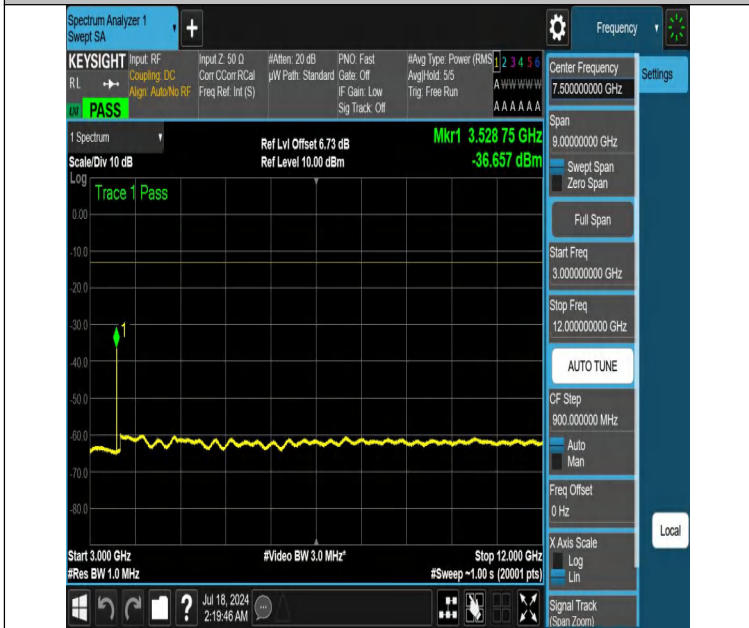 Spectrum Analyzer 1
Swept SA
+
Frequency
KEYSIGHT
RL
LXI
PASS
Input: RF
Coupling: DC
Align: Auto/No RF
Input Z: 50 Ω
Corr CCorr RCal
Freq Ref: Int (S)
#Atten: 20 dB
µW Path: Standard
PNO: Fast
Gate: Off
IF Gain: Low
Sig Track: Off
#Avg Type: Power (RMS
Avg|Hold: 5/5
Trig: Free Run
1 2 3 4 5 6
A W W W W W
A A A A A A
Center Frequency
7.500000000 GHz
Settings
Span
9.00000000 GHz
Swept Span
Zero Span
Full Span
Start Freq
3.000000000 GHz
Stop Freq
12.000000000 GHz
AUTO TUNE
CF Step
900.000000 MHz
Auto
Man
Freq Offset
0 Hz
X Axis Scale
Log
Lin
Signal Track
(Span Zoom)
Local
1 Spectrum
Scale/Div 10 dB
Ref Lvl Offset 6.73 dB
Ref Level 10.00 dBm
Mkr1 3.528 75 GHz
-36.657 dBm
Log
Trace 1 Pass
0.00
-10.0
-20.0
-30.0
1
-40.0
-50.0
-60.0
-70.0
-80.0
Start 3.000 GHz
#Res BW 1.0 MHz
#Video BW 3.0 MHz*
Stop 12.000 GHz
#Sweep ~1.00 s (20001 pts)
?
Jul 18, 2024
2:19:46 AM